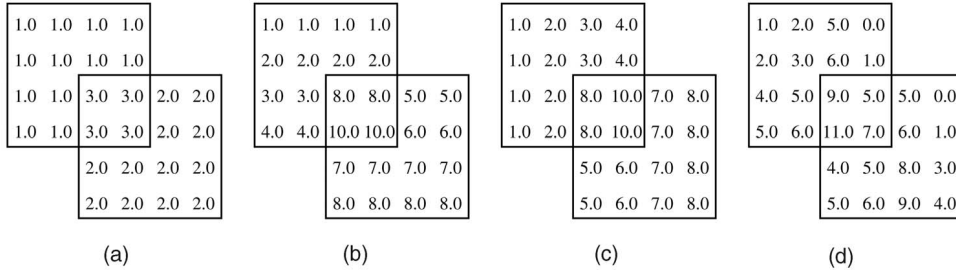 1.0 1.0 1.0 1.0
1.0 1.0 1.0 1.0
1.0 1.0 3.0 3.0 2.0 2.0
1.0 1.0 3.0 3.0 2.0 2.0
2.0 2.0 2.0 2.0
2.0 2.0 2.0 2.0
(a)
1.0 1.0 1.0 1.0
2.0 2.0 2.0 2.0
3.0 3.0 8.0 8.0 5.0 5.0
4.0 4.0 10.0 10.0 6.0 6.0
7.0 7.0 7.0 7.0
8.0 8.0 8.0 8.0
(b)
1.0 2.0 3.0 4.0
1.0 2.0 3.0 4.0
1.0 2.0 8.0 10.0 7.0 8.0
1.0 2.0 8.0 10.0 7.0 8.0
5.0 6.0 7.0 8.0
5.0 6.0 7.0 8.0
(c)
1.0 2.0 5.0 0.0
2.0 3.0 6.0 1.0
4.0 5.0 9.0 5.0 5.0 0.0
5.0 6.0 11.0 7.0 6.0 1.0
4.0 5.0 8.0 3.0
5.0 6.0 9.0 4.0
(d)